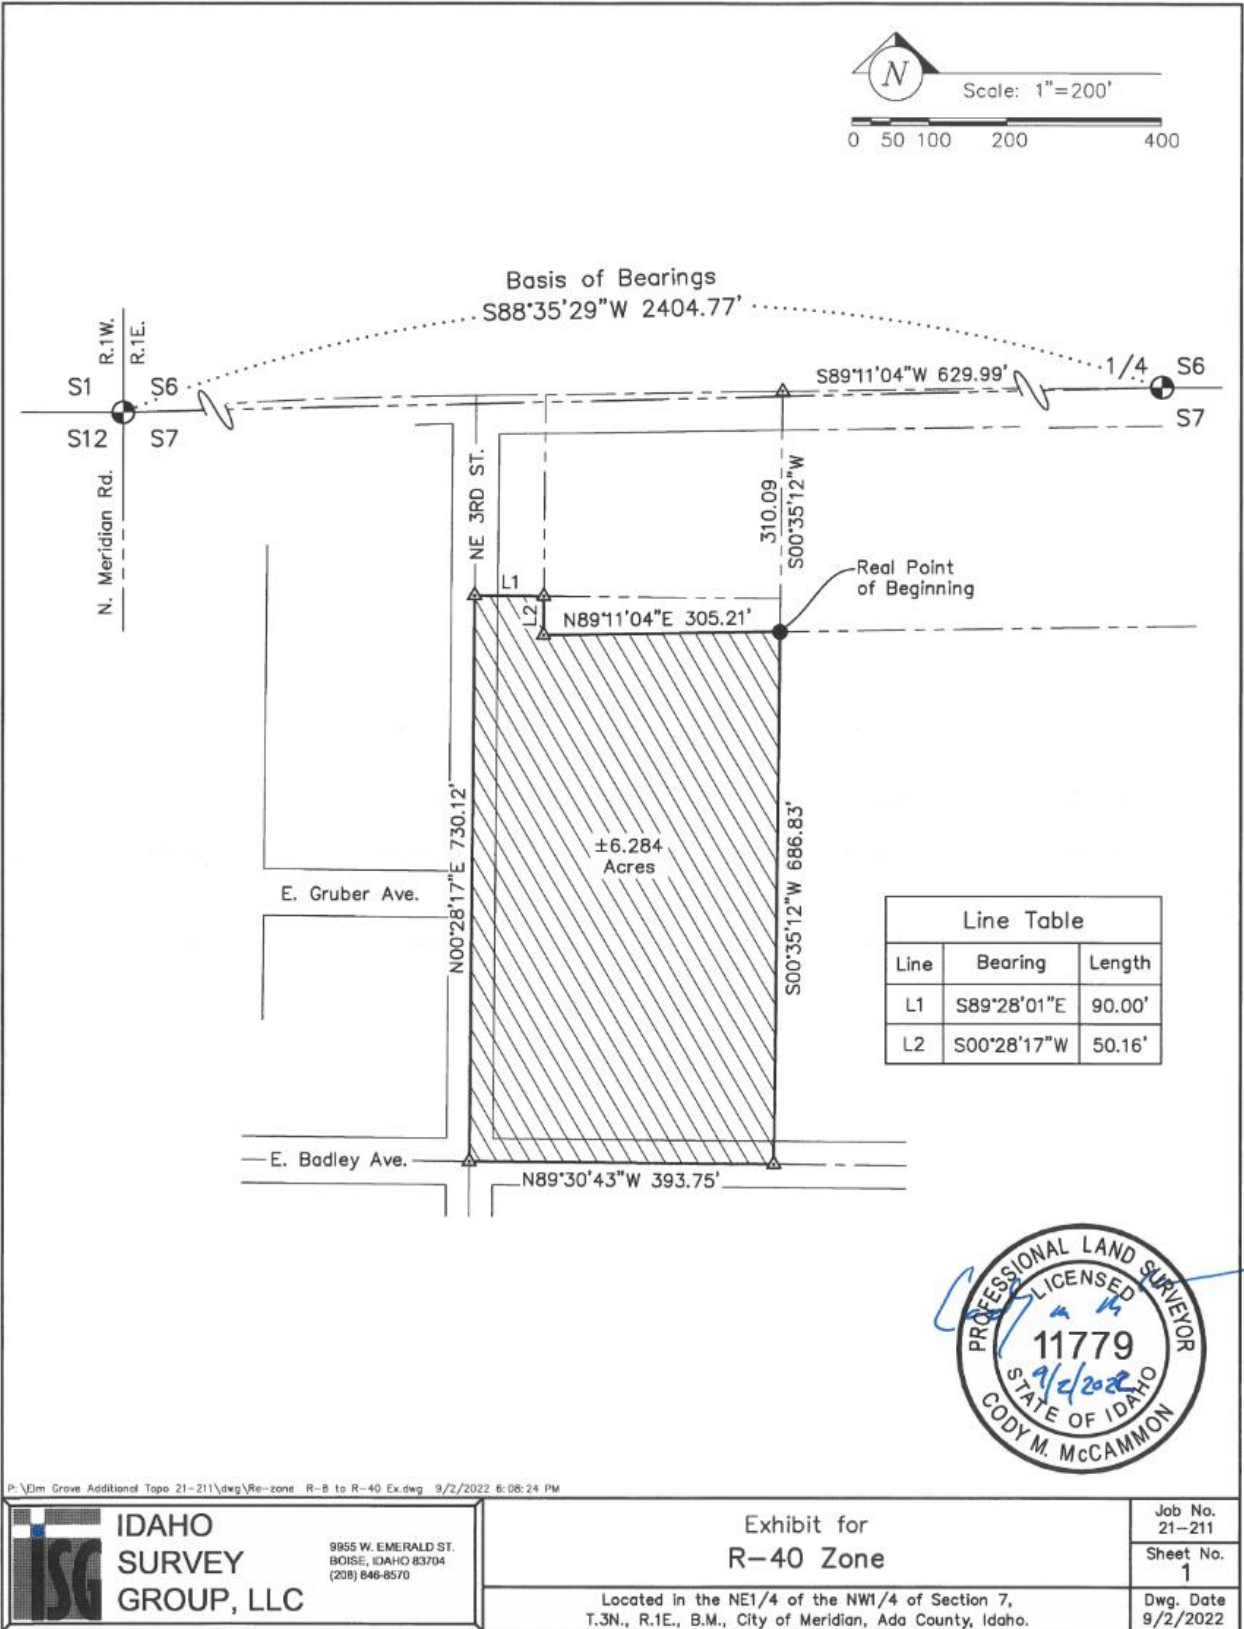 N
Scale: 1"=200'
0 50 100 200 400
Basis of Bearings
S88°35'29"W 2404.77'
R.1W.
R.1E.
S1 S6
S12 S7
N. Meridian Rd.
S89°11'04"W 629.99'
1/4 S6
S7
NE 3RD ST.
310.09
S00°35'12"W
Real Point
of Beginning
L1
L2
N89°11'04"E 305.21'
N00°28'17"E 730.12'
±6.284
Acres
S00°35'12"W 686.83'
E. Gruber Ave.
Line Table
Line Bearing Length
L1 S89°28'01"E 90.00'
L2 S00°28'17"W 50.16'
E. Badley Ave.
N89°30'43"W 393.75'
PROFESSIONAL LAND SURVEYOR
LICENSED
11779
9/2/2022
STATE OF IDAHO
CODY M. McCAMMON
P:\Elm Grove Additional Topo 21-211\dwg\Re-zone R-8 to R-40 Ex.dwg 9/2/2022 6:08:24 PM
ISG
IDAHO
SURVEY
GROUP, LLC
9955 W. EMERALD ST.
BOISE, IDAHO 83704
(208) 846-8570
Exhibit for
R-40 Zone
Located in the NE1/4 of the NW1/4 of Section 7,
T.3N., R.1E., B.M., City of Meridian, Ada County, Idaho.
Job No.
21-211
Sheet No.
1
Dwg. Date
9/2/2022